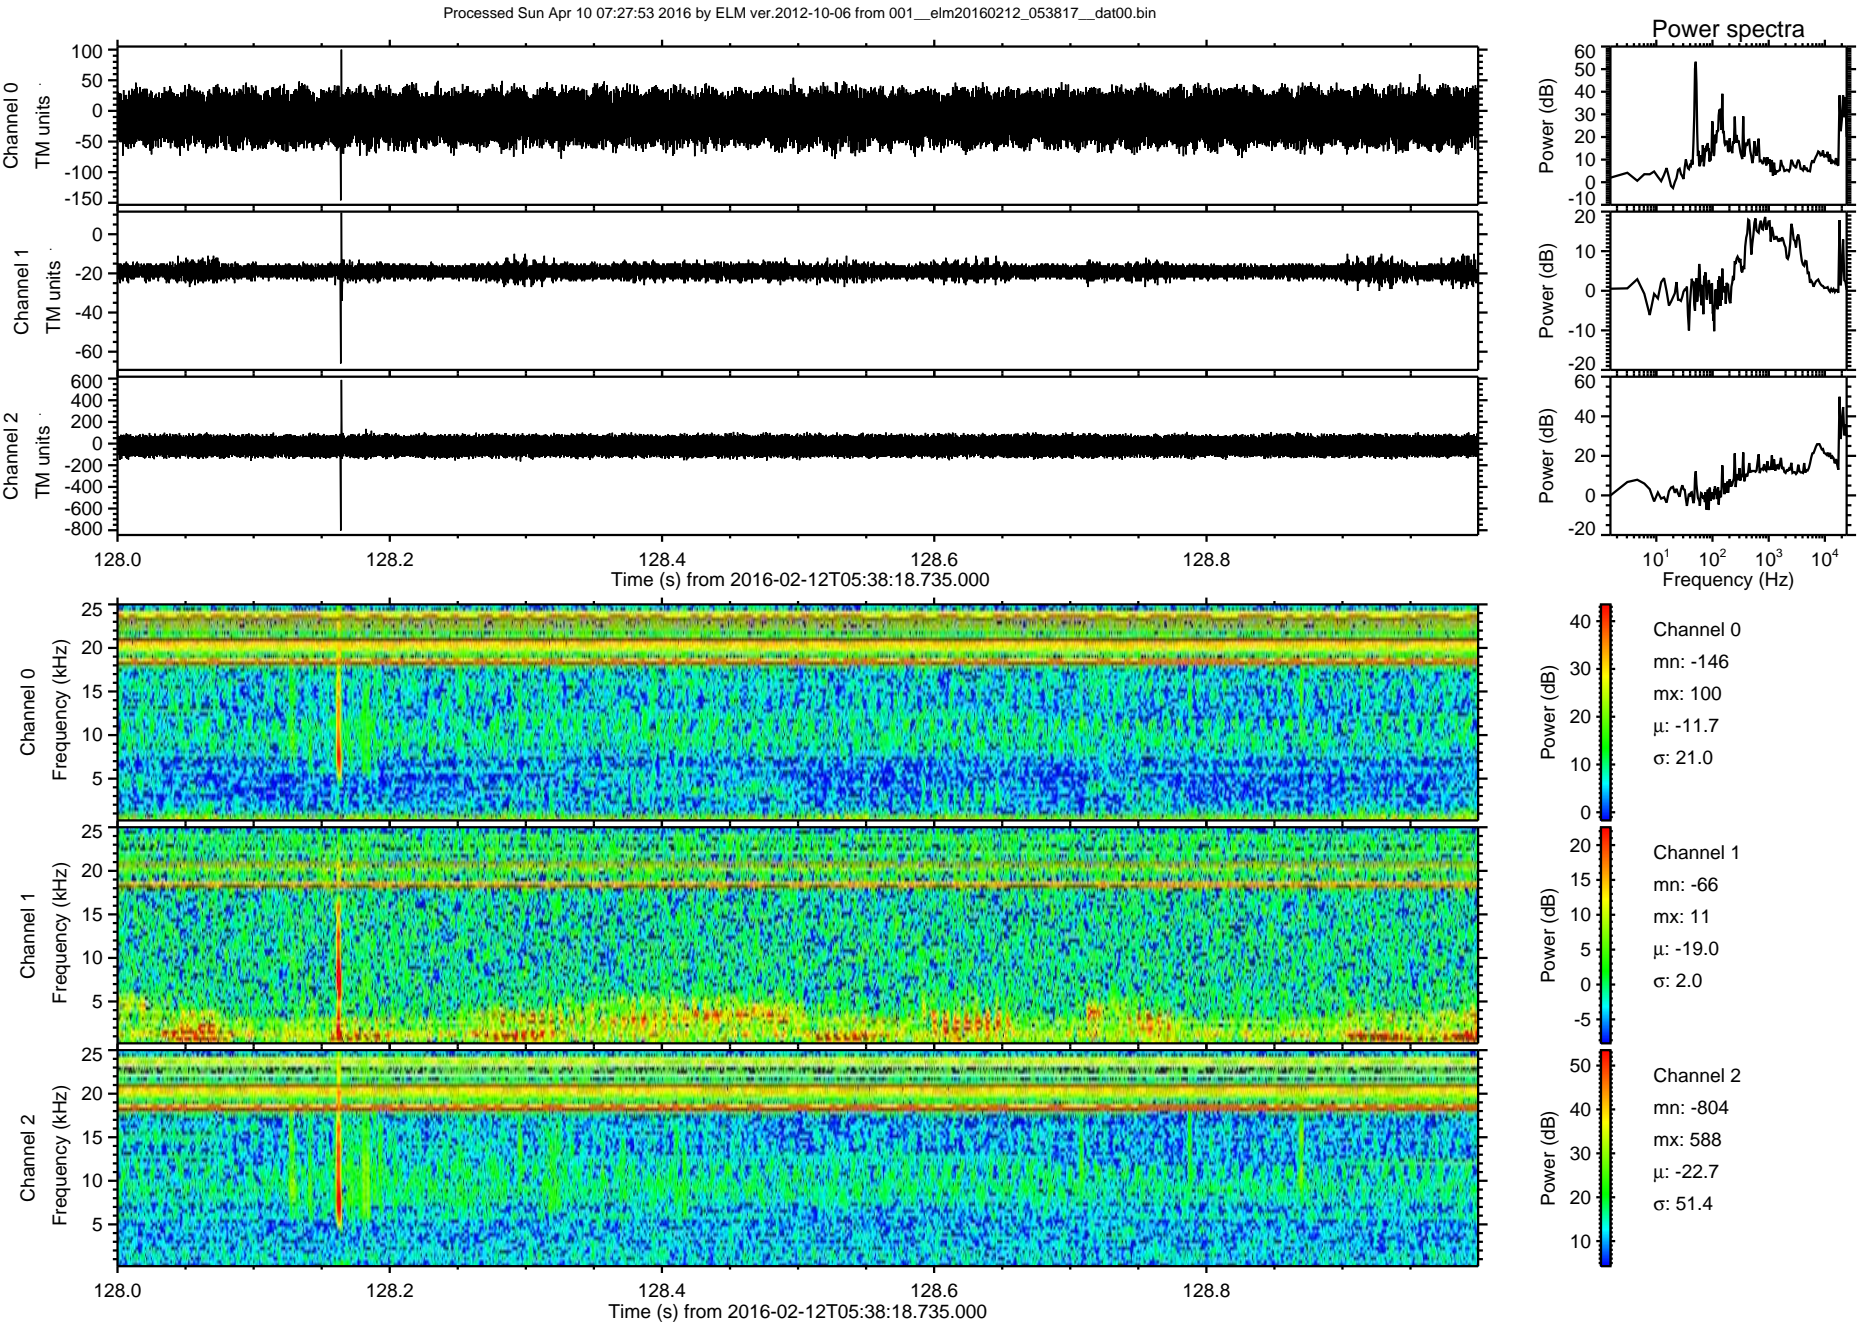 Processed Sun Apr 10 07:27:53 2016 by ELM ver.2012-10-06 from 001__elm20160212_053817__dat00.bin
Power spectra
Channel 0
TM units
100
50
0
-50
-100
-150
Power (dB)
60
50
40
30
20
10
0
-10
Channel 1
TM units
0
-20
-40
-60
Power (dB)
20
10
0
-10
-20
Channel 2
TM units
600
400
200
0
-200
-400
-600
-800
Power (dB)
60
40
20
0
-20
128.0 128.2 128.4 128.6 128.8
Time (s) from 2016-02-12T05:38:18.735.000
10¹ 10² 10³ 10⁴
Frequency (Hz)
Channel 0
Frequency (kHz)
25
20
15
10
5
Power (dB)
40
30
20
10
0
Channel 0
mn: -146
mx: 100
μ: -11.7
σ: 21.0
Channel 1
Frequency (kHz)
25
20
15
10
5
Power (dB)
20
15
10
5
0
-5
Channel 1
mn: -66
mx: 11
μ: -19.0
σ: 2.0
Channel 2
Frequency (kHz)
25
20
15
10
5
Power (dB)
50
40
30
20
10
Channel 2
mn: -804
mx: 588
μ: -22.7
σ: 51.4
128.0 128.2 128.4 128.6 128.8
Time (s) from 2016-02-12T05:38:18.735.000